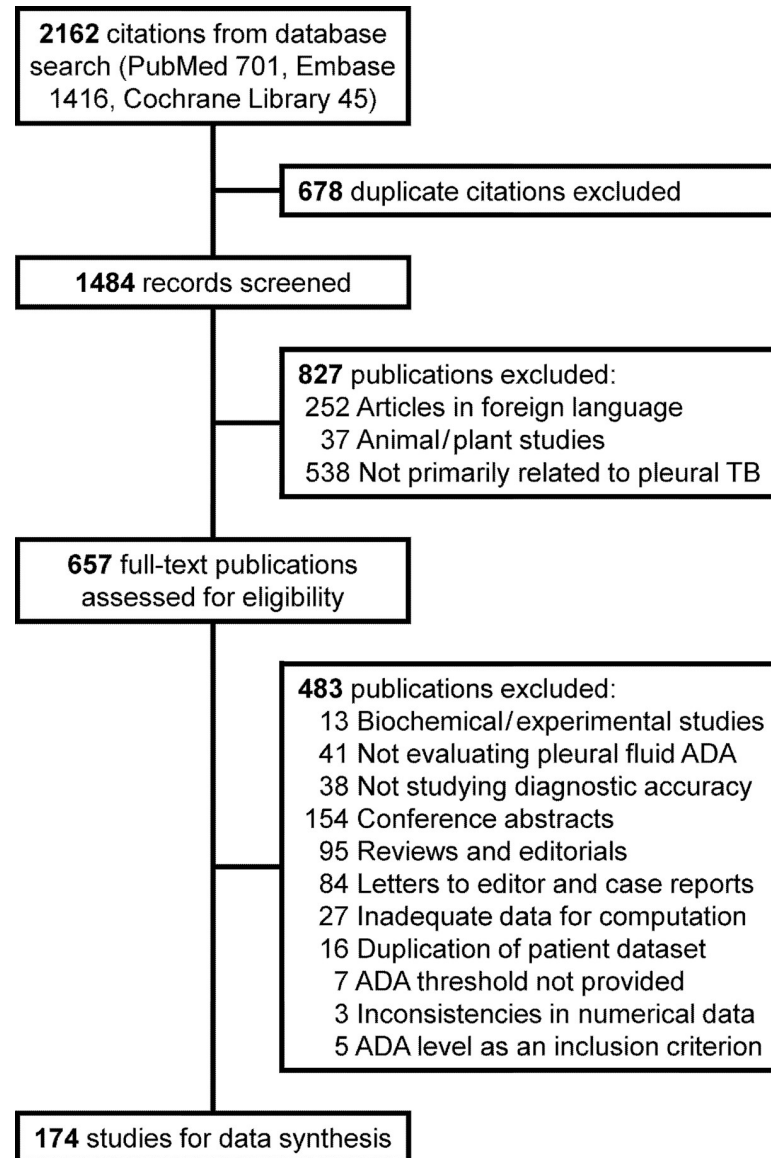 2162 citations from database
search (PubMed 701, Embase
1416, Cochrane Library 45)
678 duplicate citations excluded
1484 records screened
827 publications excluded:
252 Articles in foreign language
37 Animal/plant studies
538 Not primarily related to pleural TB
657 full-text publications
assessed for eligibility
483 publications excluded:
13 Biochemical/experimental studies
41 Not evaluating pleural fluid ADA
38 Not studying diagnostic accuracy
154 Conference abstracts
95 Reviews and editorials
84 Letters to editor and case reports
27 Inadequate data for computation
16 Duplication of patient dataset
7 ADA threshold not provided
3 Inconsistencies in numerical data
5 ADA level as an inclusion criterion
174 studies for data synthesis